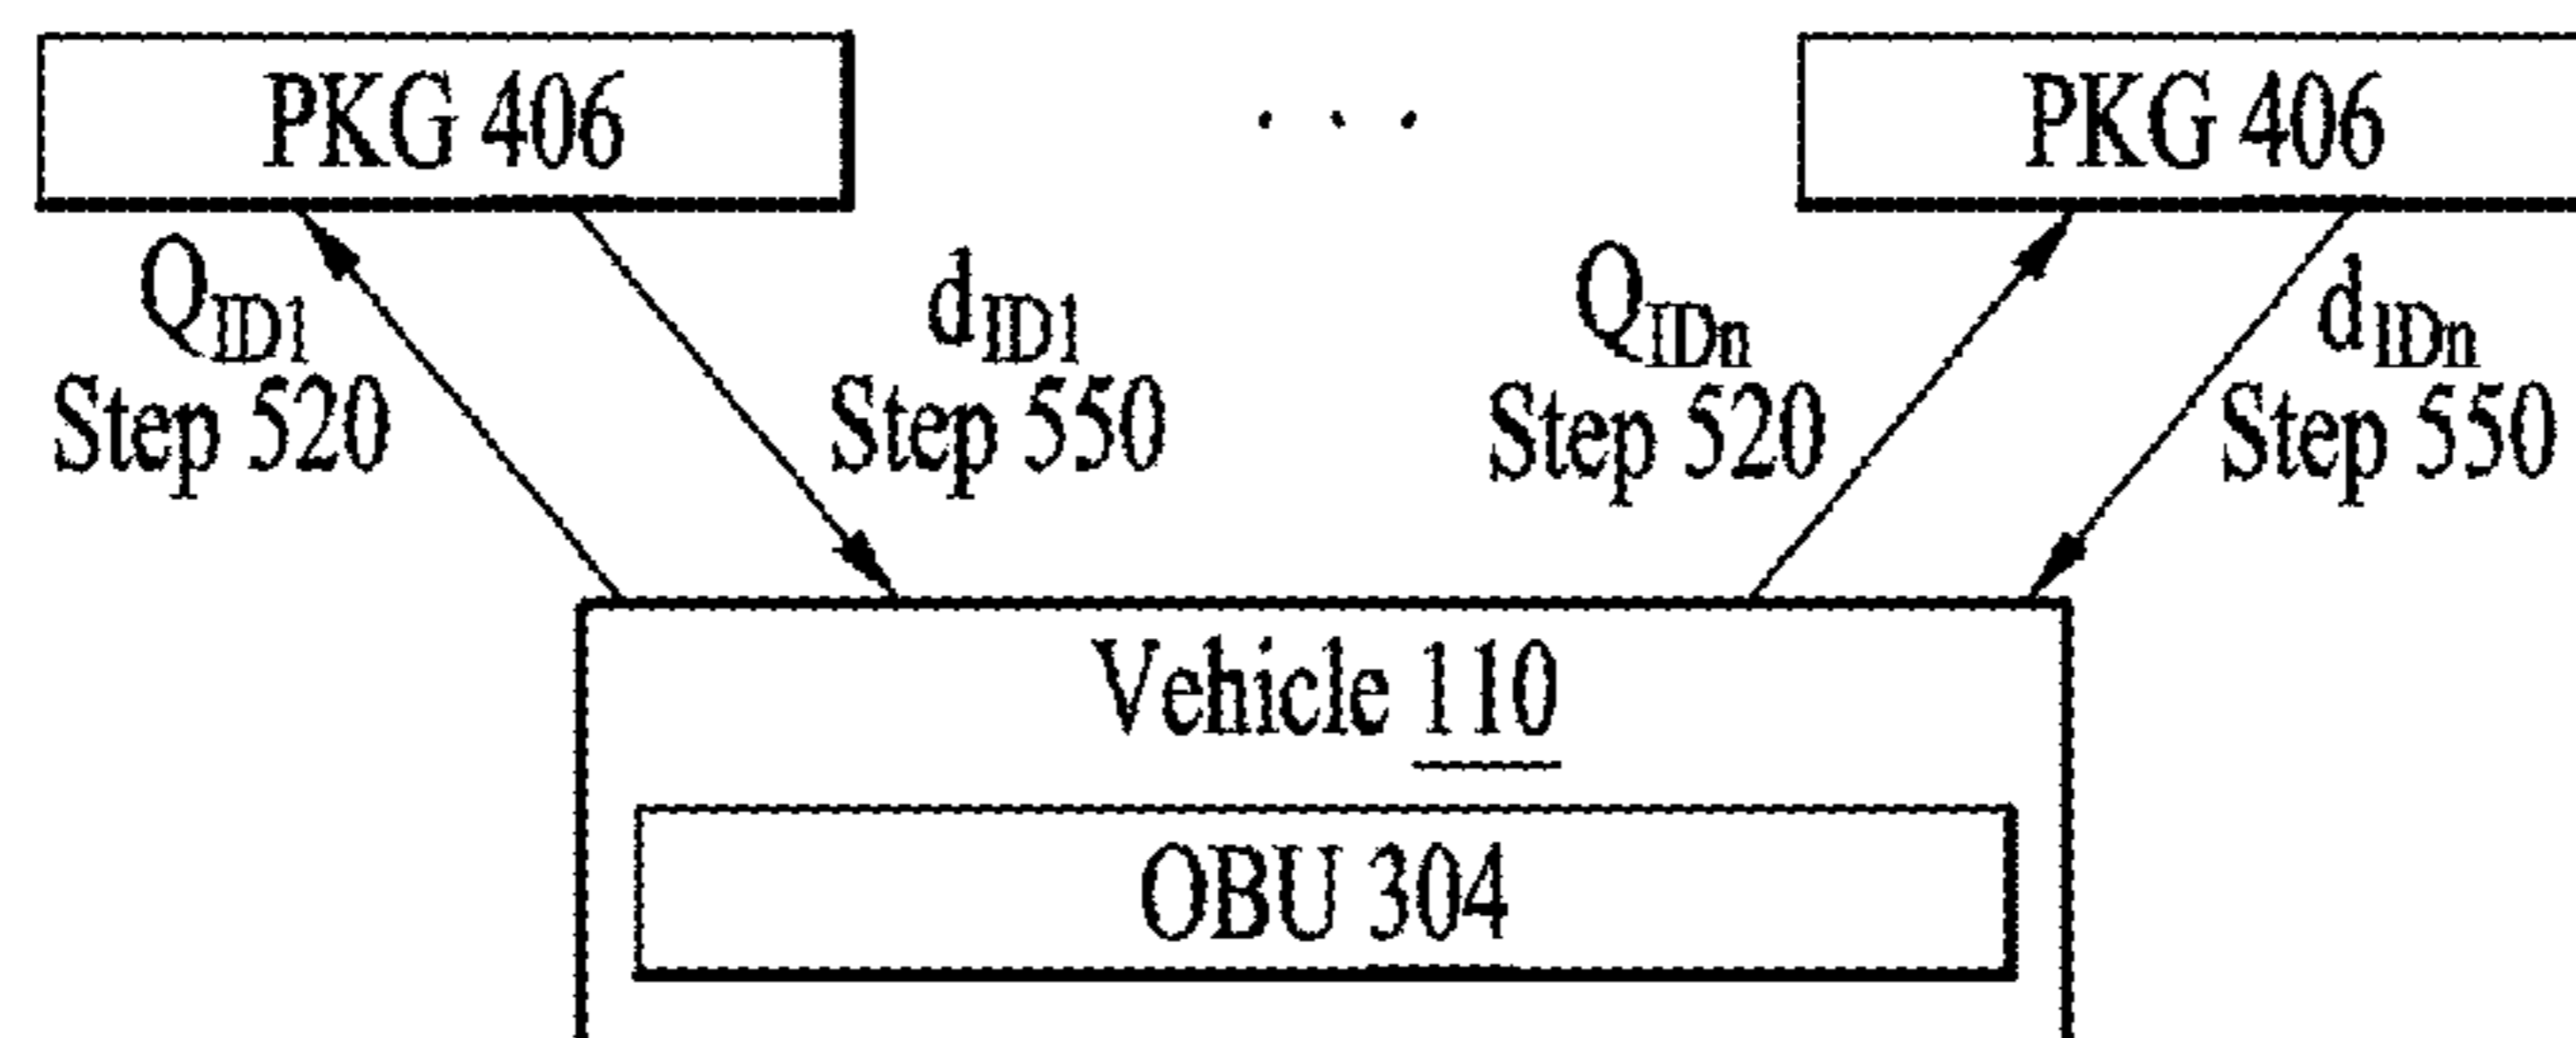 PKG 406
. . .
PKG 406
QID1
Step 520
dID1
Step 550
QIDn
Step 520
dIDn
Step 550
Vehicle 110
OBU 304